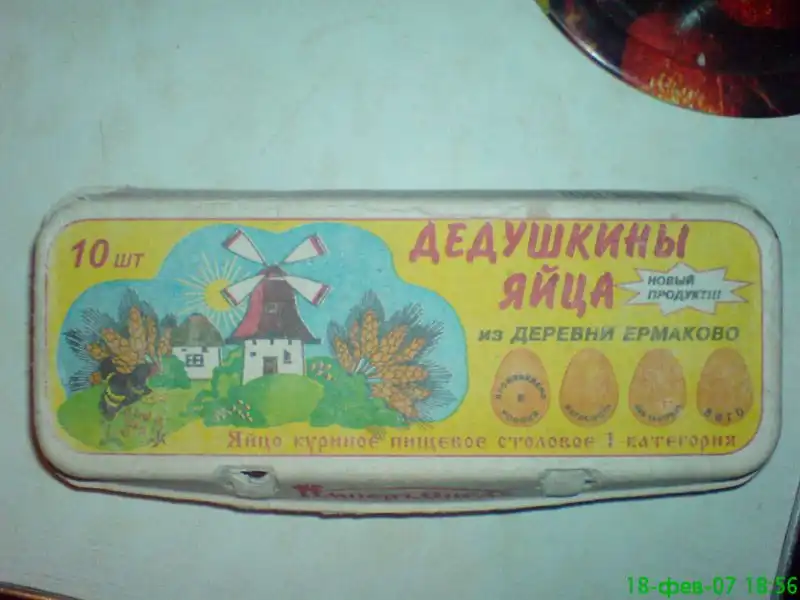 10 шт
ДЕДУШКИНЫ
ЯЙЦА
НОВЫЙ
ПРОДУКТ!!!
из ДЕРЕВНИ ЕРМАКОВО
Яйцо куриное пищевое столовое 1 категория
18-фев-07 18:56